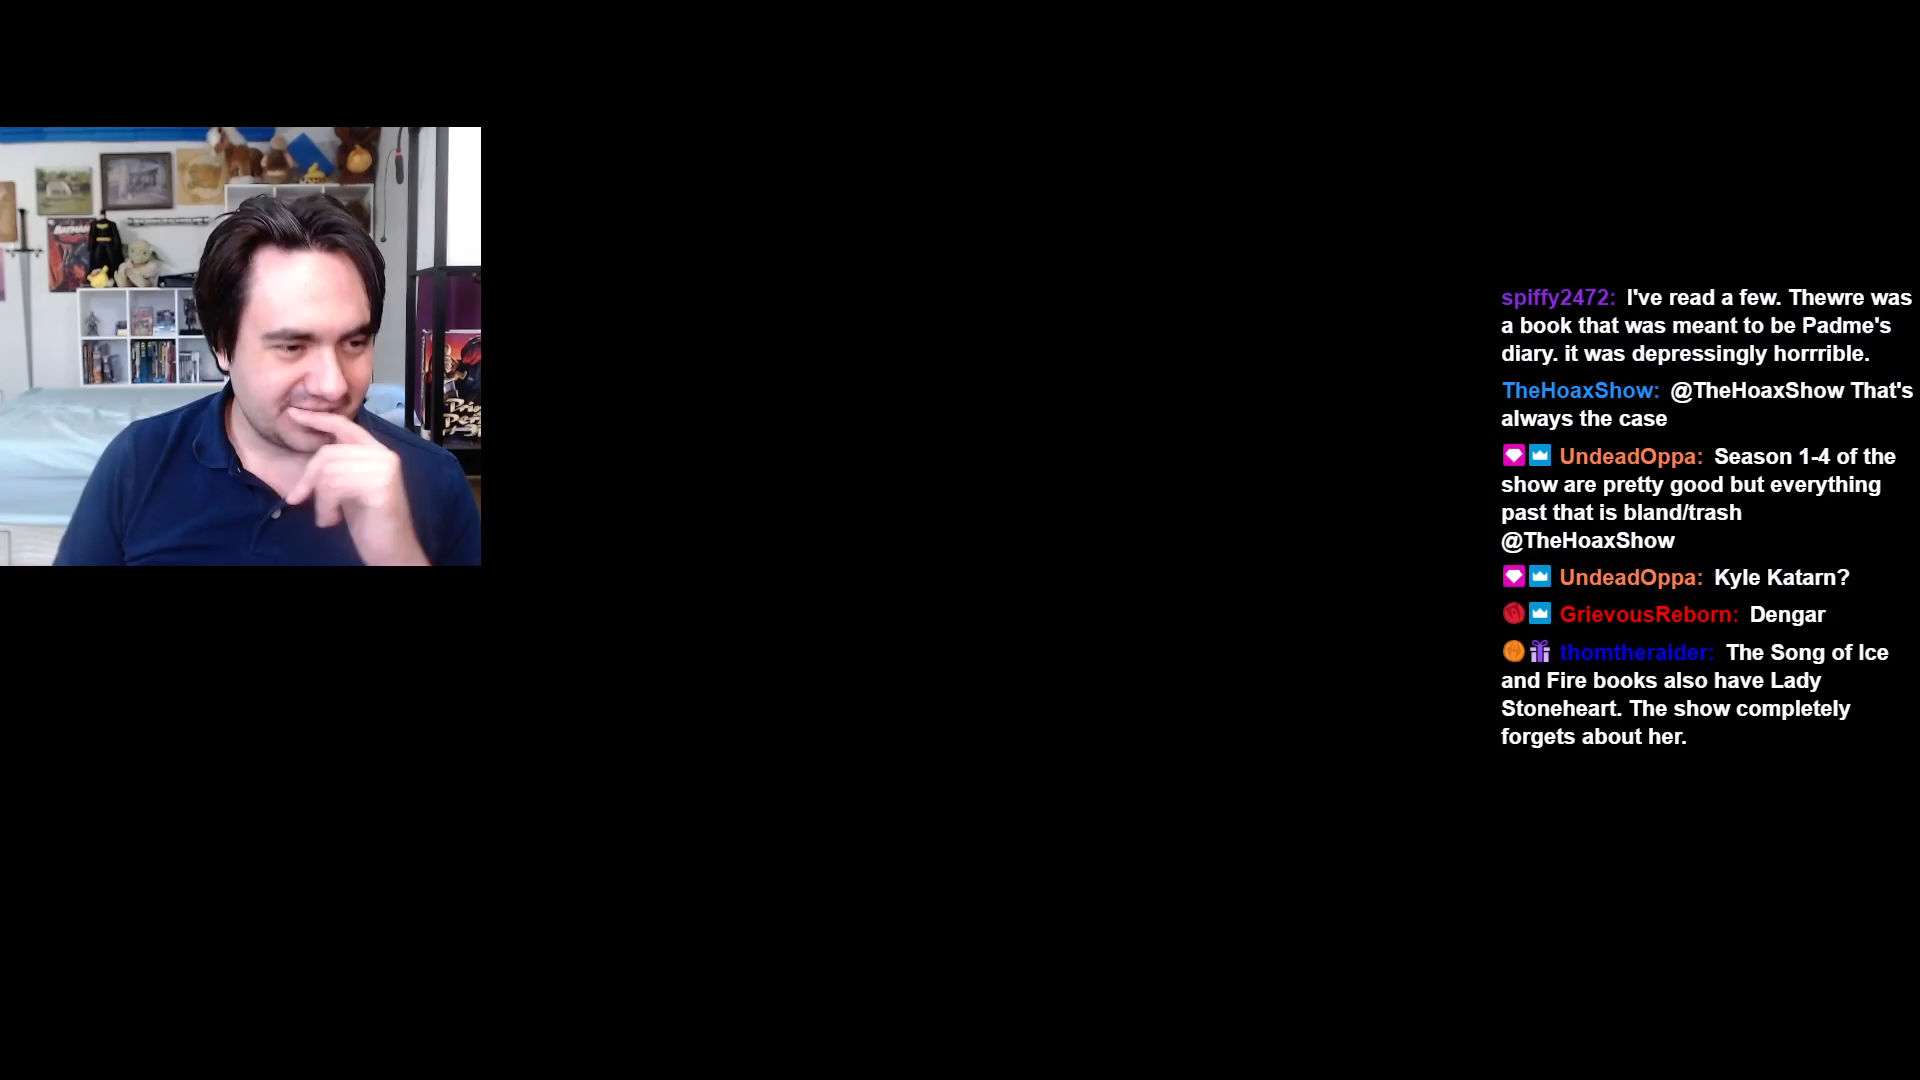 BATMAN
spiffy2472: I've read a few. Thewre was
a book that was meant to be Padme's
diary. it was depressingly horrrible.
TheHoaxShow: @TheHoaxShow That's
always the case
UndeadOppa: Season 1-4 of the
show are pretty good but everything
past that is bland/trash
@TheHoaxShow
UndeadOppa: Kyle Katarn?
GrievousReborn: Dengar
thomtheralder: The Song of Ice
and Fire books also have Lady
Stoneheart. The show completely
forgets about her.